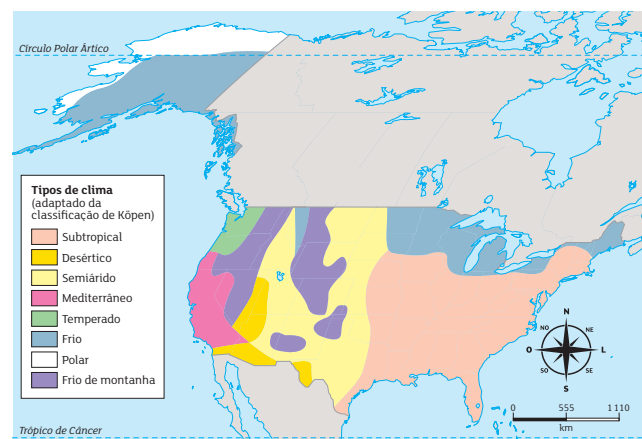 Círculo Polar Ártico
Tipos de clima
(adaptado da
classificação de Köpen)
Subtropical
Desértico
Semiárido
Mediterrâneo
Temperado
Frio
Polar
Frio de montanha
N
NO
NE
O
L
SO
SE
S
0 555 1 110
km
Trópico de Câncer